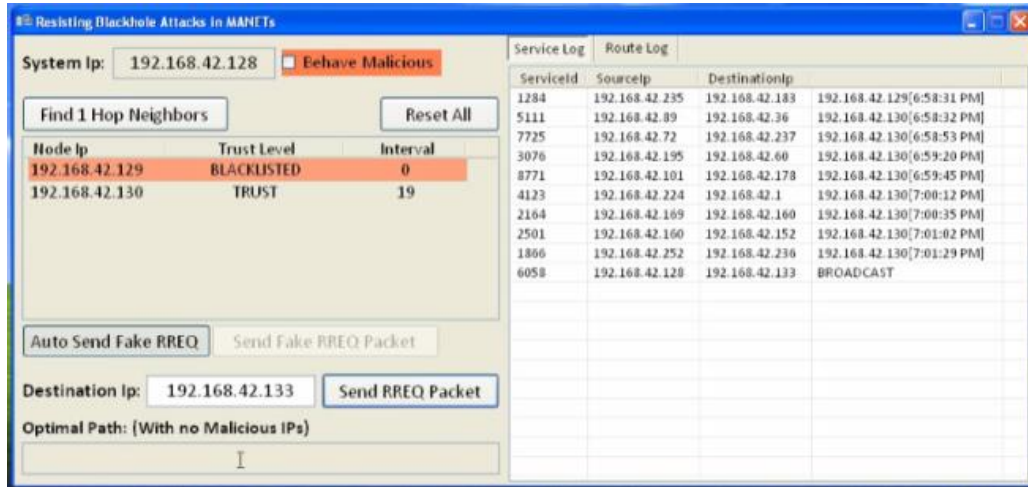 Resisting Blackhole Attacks in MANETs
System Ip: 192.168.42.128 Behave Malicious
Find 1 Hop Neighbors Reset All
Node Ip Trust Level Interval
192.168.42.129 BLACKLISTED 0
192.168.42.130 TRUST 19
Auto Send Fake RREQ Send Fake RREQ Packet
Destination Ip: 192.168.42.133 Send RREQ Packet
Optimal Path: (With no Malicious IPs)
Service Log Route Log
ServiceId SourceIp DestinationIp
1284 192.168.42.235 192.168.42.183 192.168.42.129[6:58:31 PM]
5111 192.168.42.89 192.168.42.36 192.168.42.130[6:58:32 PM]
7725 192.168.42.72 192.168.42.237 192.168.42.130[6:58:53 PM]
3076 192.168.42.195 192.168.42.60 192.168.42.130[6:59:20 PM]
8771 192.168.42.101 192.168.42.178 192.168.42.130[6:59:45 PM]
4123 192.168.42.224 192.168.42.1 192.168.42.130[7:00:12 PM]
2164 192.168.42.169 192.168.42.160 192.168.42.130[7:00:35 PM]
2501 192.168.42.160 192.168.42.152 192.168.42.130[7:01:02 PM]
1866 192.168.42.252 192.168.42.236 192.168.42.130[7:01:29 PM]
6058 192.168.42.128 192.168.42.133 BROADCAST